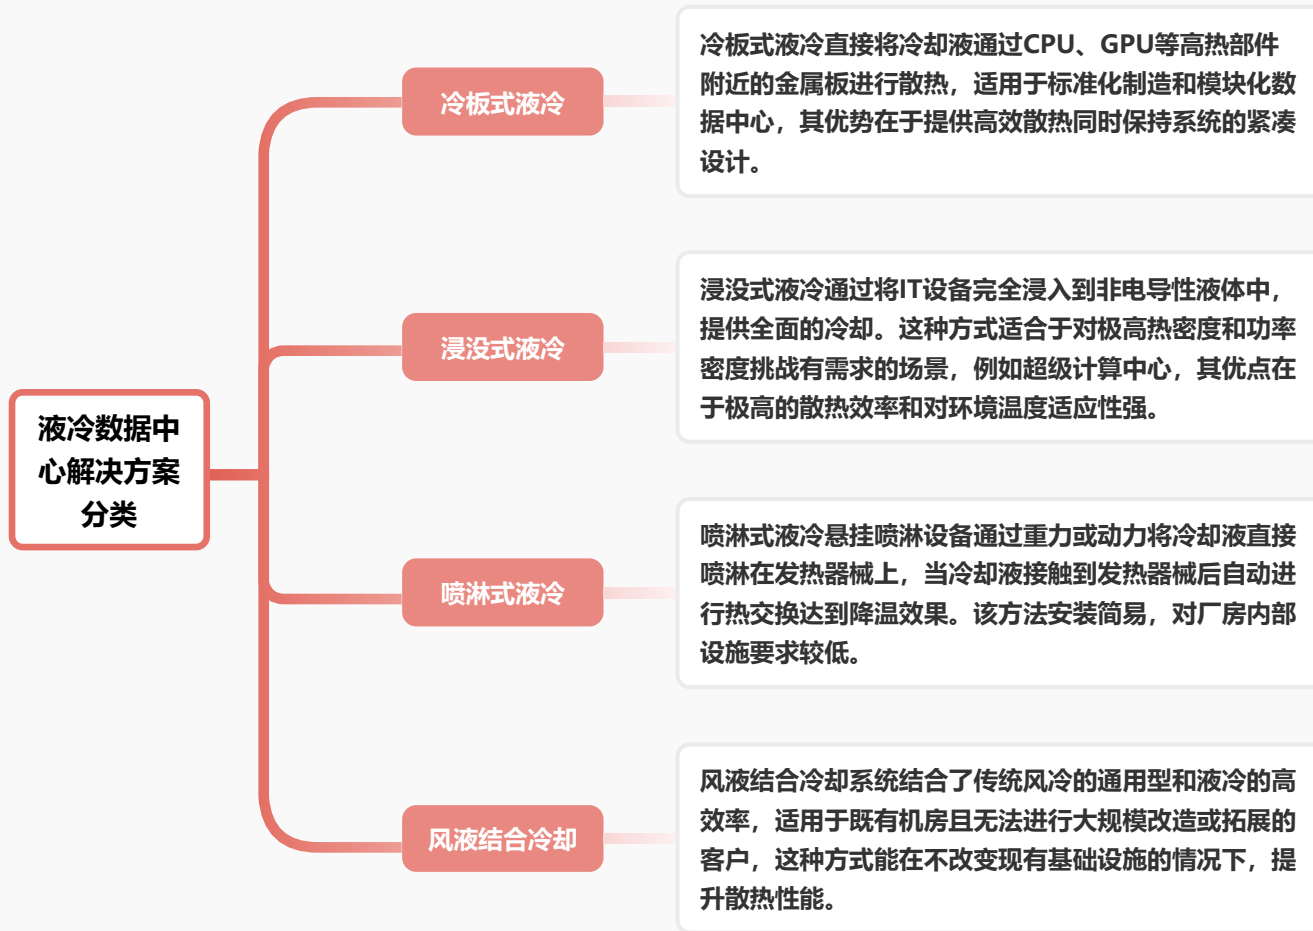 液冷数据中
心解决方案
分类
冷板式液冷
冷板式液冷直接将冷却液通过CPU、GPU等高热部件
附近的金属板进行散热，适用于标准化制造和模块化数
据中心，其优势在于提供高效散热同时保持系统的紧凑
设计。
浸没式液冷
浸没式液冷通过将IT设备完全浸入到非电导性液体中，
提供全面的冷却。这种方式适合于对极高热密度和功率
密度挑战有需求的场景，例如超级计算中心，其优点在
于极高的散热效率和对环境温度适应性强。
喷淋式液冷
喷淋式液冷悬挂喷淋设备通过重力或动力将冷却液直接
喷淋在发热器械上，当冷却液接触到发热器械后自动进
行热交换达到降温效果。该方法安装简易，对厂房内部
设施要求较低。
风液结合冷却
风液结合冷却系统结合了传统风冷的通用型和液冷的高
效率，适用于既有机房且无法进行大规模改造或拓展的
客户，这种方式能在不改变现有基础设施的情况下，提
升散热性能。